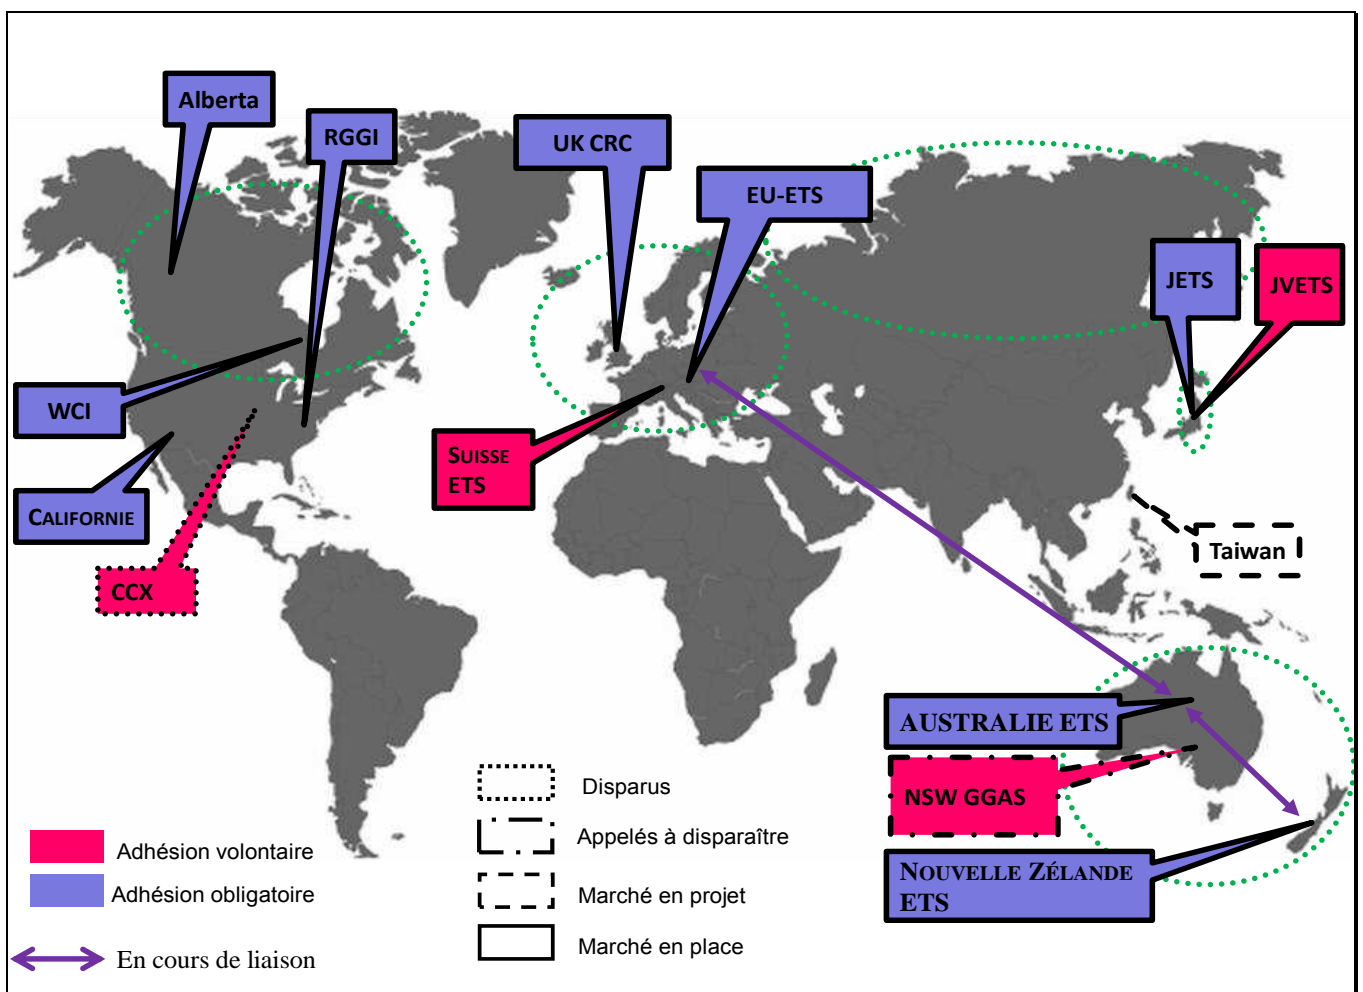 Alberta
RGGI
UK CRC
EU-ETS
JETS
JVETS
WCI
SUISSE
ETS
CALIFORNIE
Taiwan
CCX
AUSTRALIE ETS
NSW GGAS
NOUVELLE ZÉLANDE
ETS
Disparus
Appelés à disparaître
Marché en projet
Marché en place
Adhésion volontaire
Adhésion obligatoire
En cours de liaison